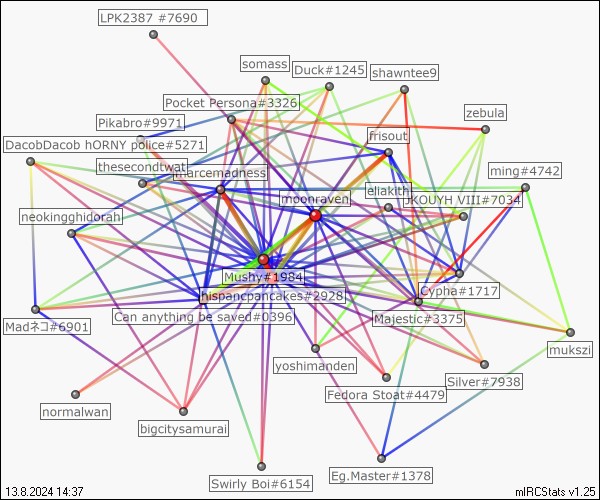 LPK2387 #7690
somass
Duck#1245
shawntee9
Pocket Persona#3326
zebula
Pikabro#9971
frisout
DacobDacob hORNY police#5271
thesecondtwat
marcemadness
ming#4742
ellakith
moonraven
JKOUYH VIII#7034
neokingghidorah
Mushy#1984
Cypha#1717
hispancpancakes#2928
Can anything be saved#0396
Majestic#3375
Madネコ#6901
mukszi
yoshimanden
Silver#7938
Fedora Stoat#4479
normalwan
bigcitysamurai
Eg.Master#1378
Swirly Boi#6154
13.8.2024 14:37
mIRCStats v1.25